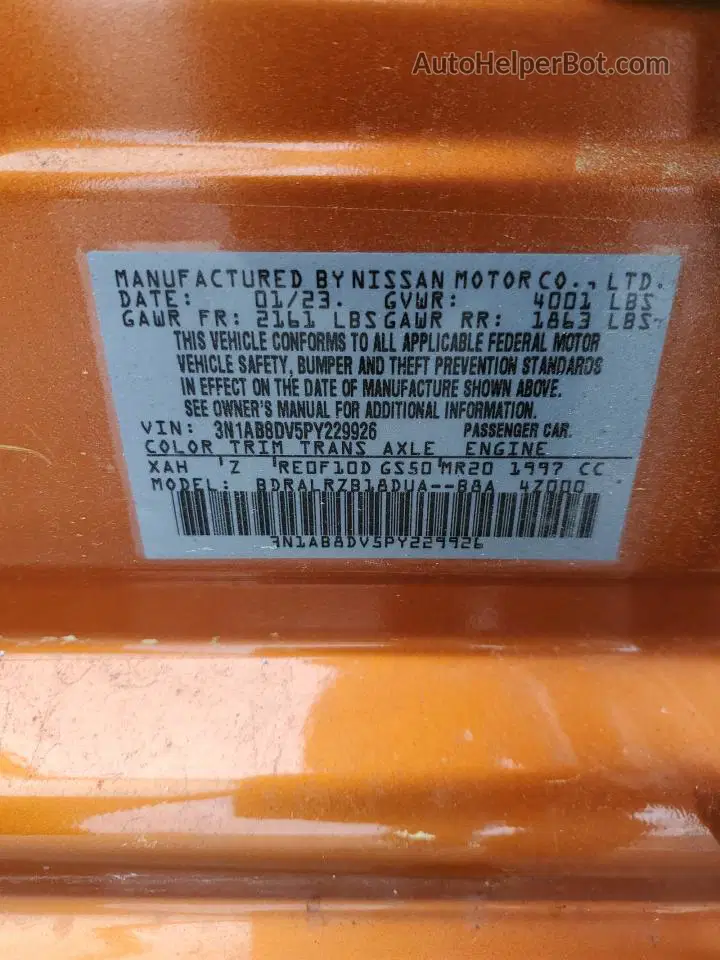 AutoHelperBot.com
MANUFACTURED BY NISSAN MOTOR CO., LTD.
DATE: 01/23. GVWR: 4001 LBS
GAWR FR: 2161 LBS GAWR RR: 1863 LBS
THIS VEHICLE CONFORMS TO ALL APPLICABLE FEDERAL MOTOR
VEHICLE SAFETY, BUMPER AND THEFT PREVENTION STANDARDS
IN EFFECT ON THE DATE OF MANUFACTURE SHOWN ABOVE.
SEE OWNER'S MANUAL FOR ADDITIONAL INFORMATION.
VIN: 3N1AB8DV5PY229926 PASSENGER CAR.
COLOR TRIM TRANS AXLE ENGINE
XAH Z RE0F10D GS50 MR20 1997 CC
MODEL: BDRALRZB18DUA--B8A 4Z000
3N1AB8DV5PY229926